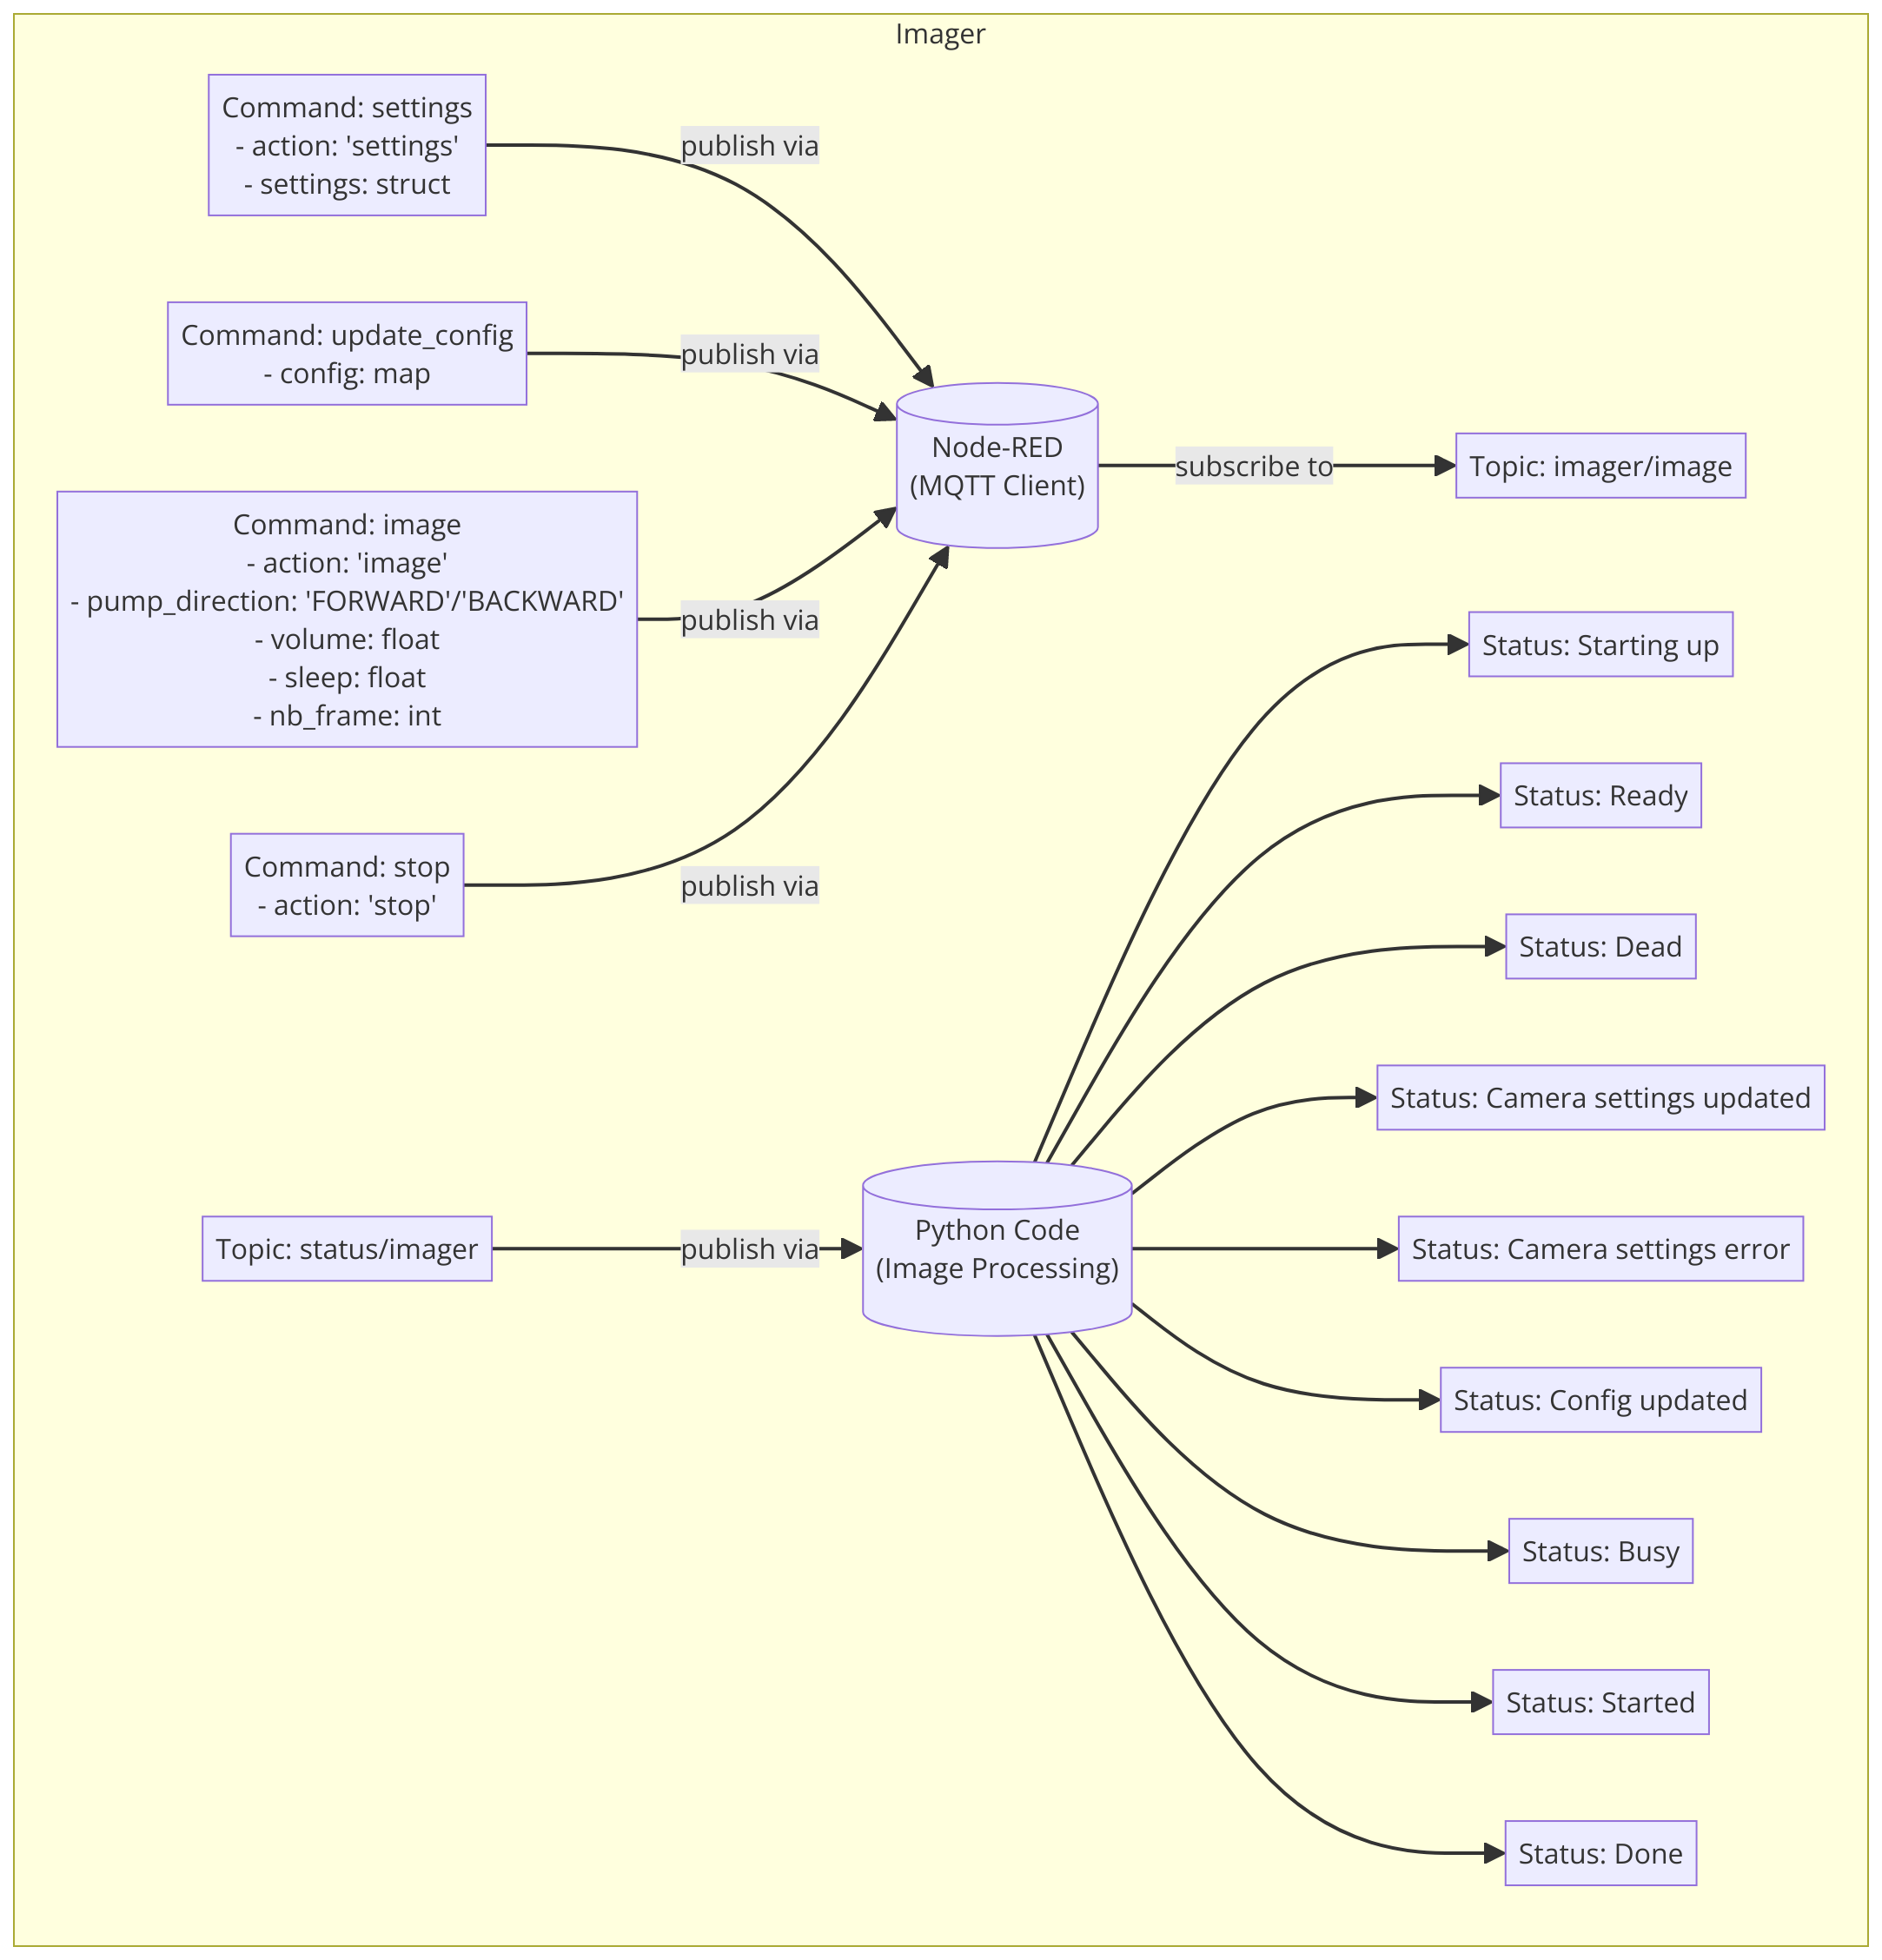 Imager
Command: settings
- action: 'settings'
- settings: struct
publish via
Command: update_config
- config: map
publish via
Command: image
- action: 'image'
- pump_direction: 'FORWARD'/'BACKWARD'
- volume: float
- sleep: float
- nb_frame: int
publish via
Command: stop
- action: 'stop'
publish via
Node-RED
(MQTT Client)
subscribe to
Topic: imager/image
Topic: status/imager
publish via
Python Code
(Image Processing)
Status: Starting up
Status: Ready
Status: Dead
Status: Camera settings updated
Status: Camera settings error
Status: Config updated
Status: Busy
Status: Started
Status: Done